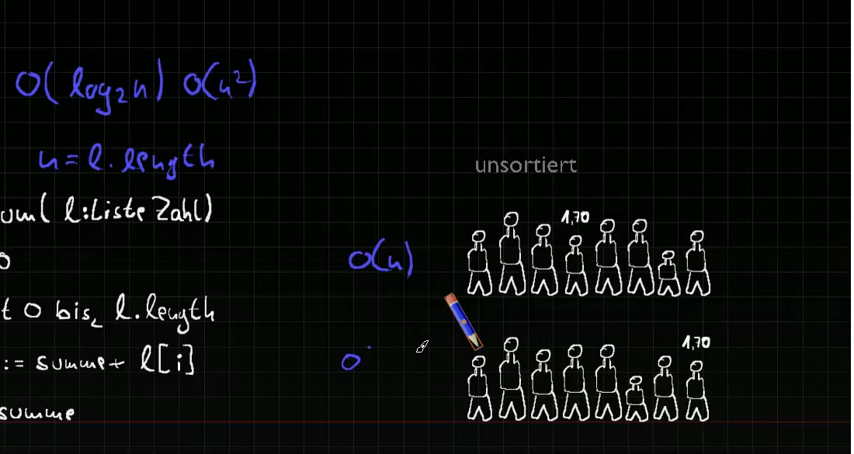 O(log₂n) O(n²)
n = l.length
um( l:Liste Zahl)
0
t 0 bis l.length
:= summe + l[i]
summe
unsortiert
1,70
O(n)
1,70
O